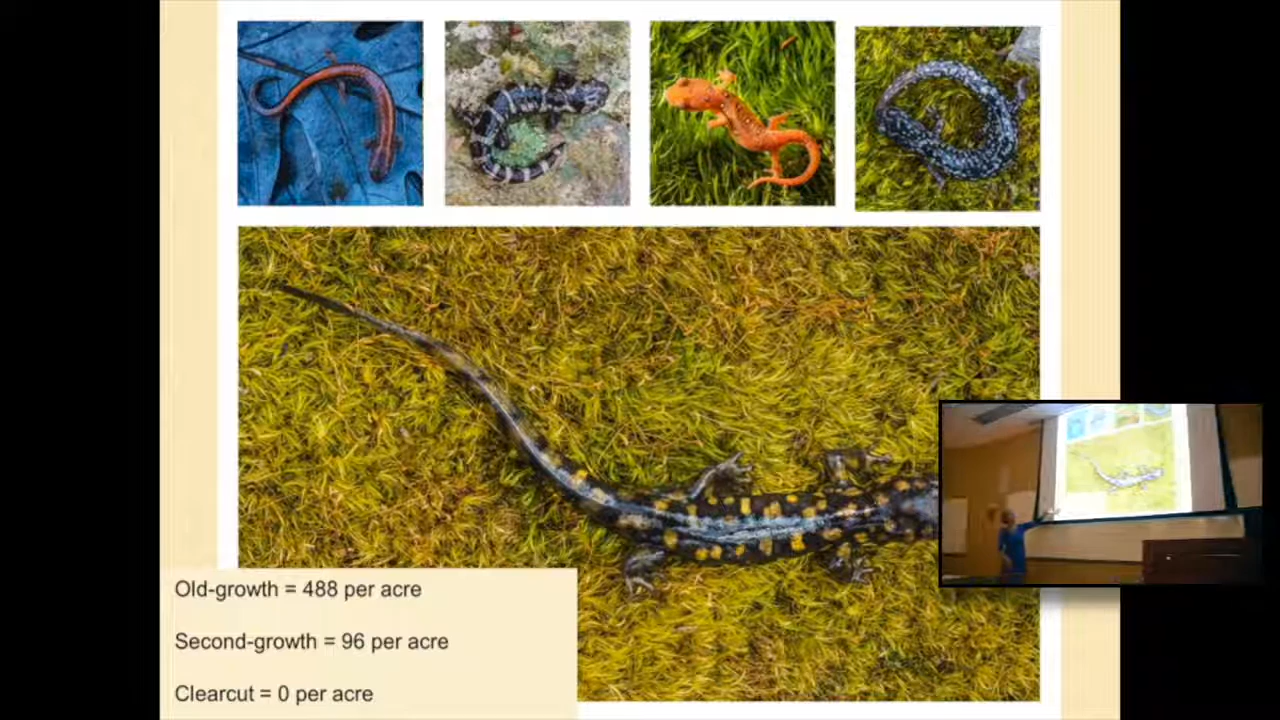 Old-growth = 488 per acre
Second-growth = 96 per acre
Clearcut = 0 per acre